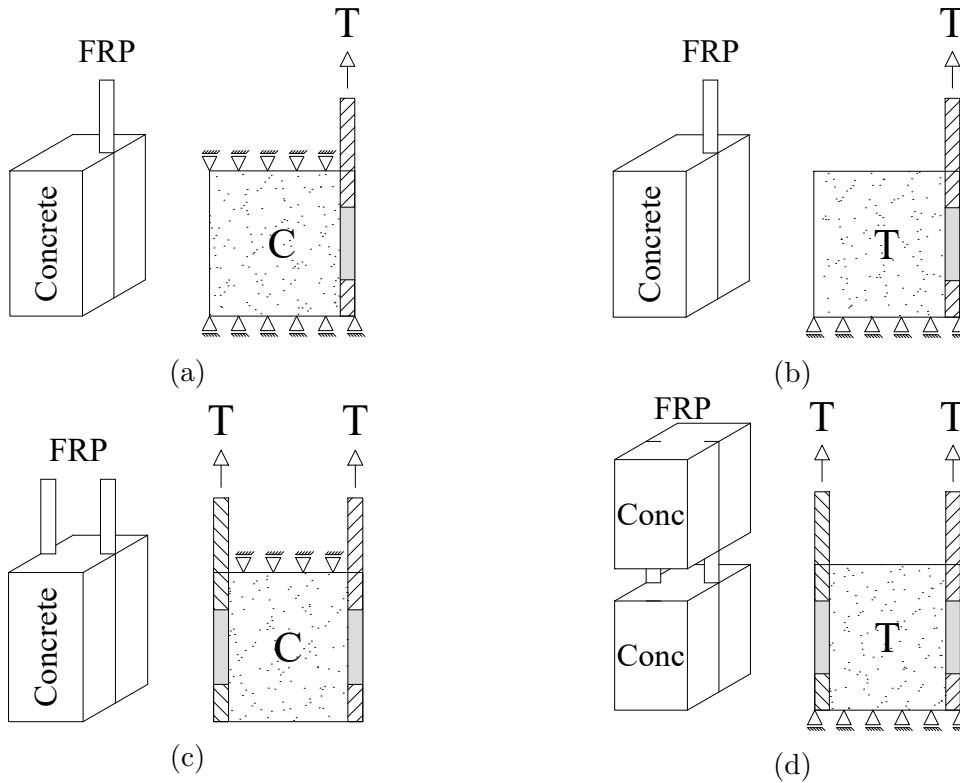 T
FRP
Concrete
C
(a)
T
FRP
Concrete
T
(b)
T T
FRP
Concrete
C
(c)
FRP
T T
Conc
Conc
T
(d)